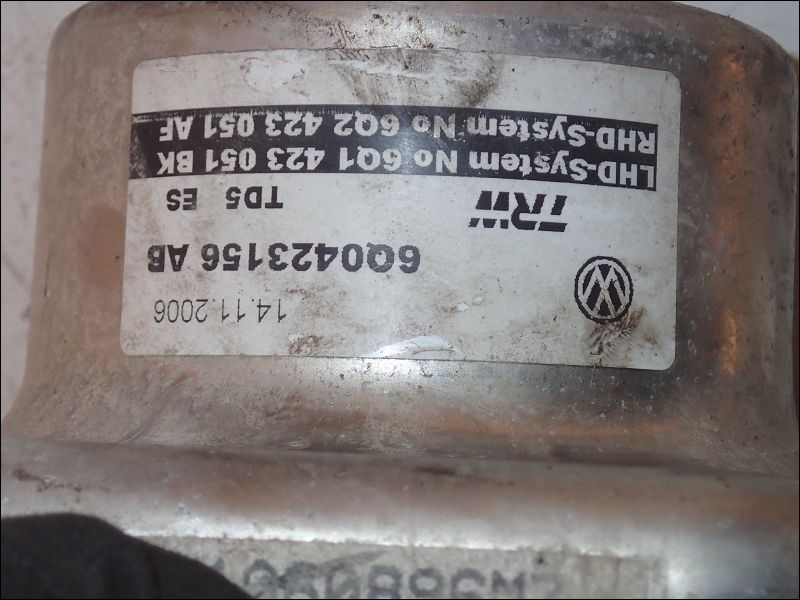 14.11.2006
6Q0423156 AB
TRW TD5 ES
LHD-System No 6Q1 423 051 BK
RHD-System No 6Q2 423 051 AF